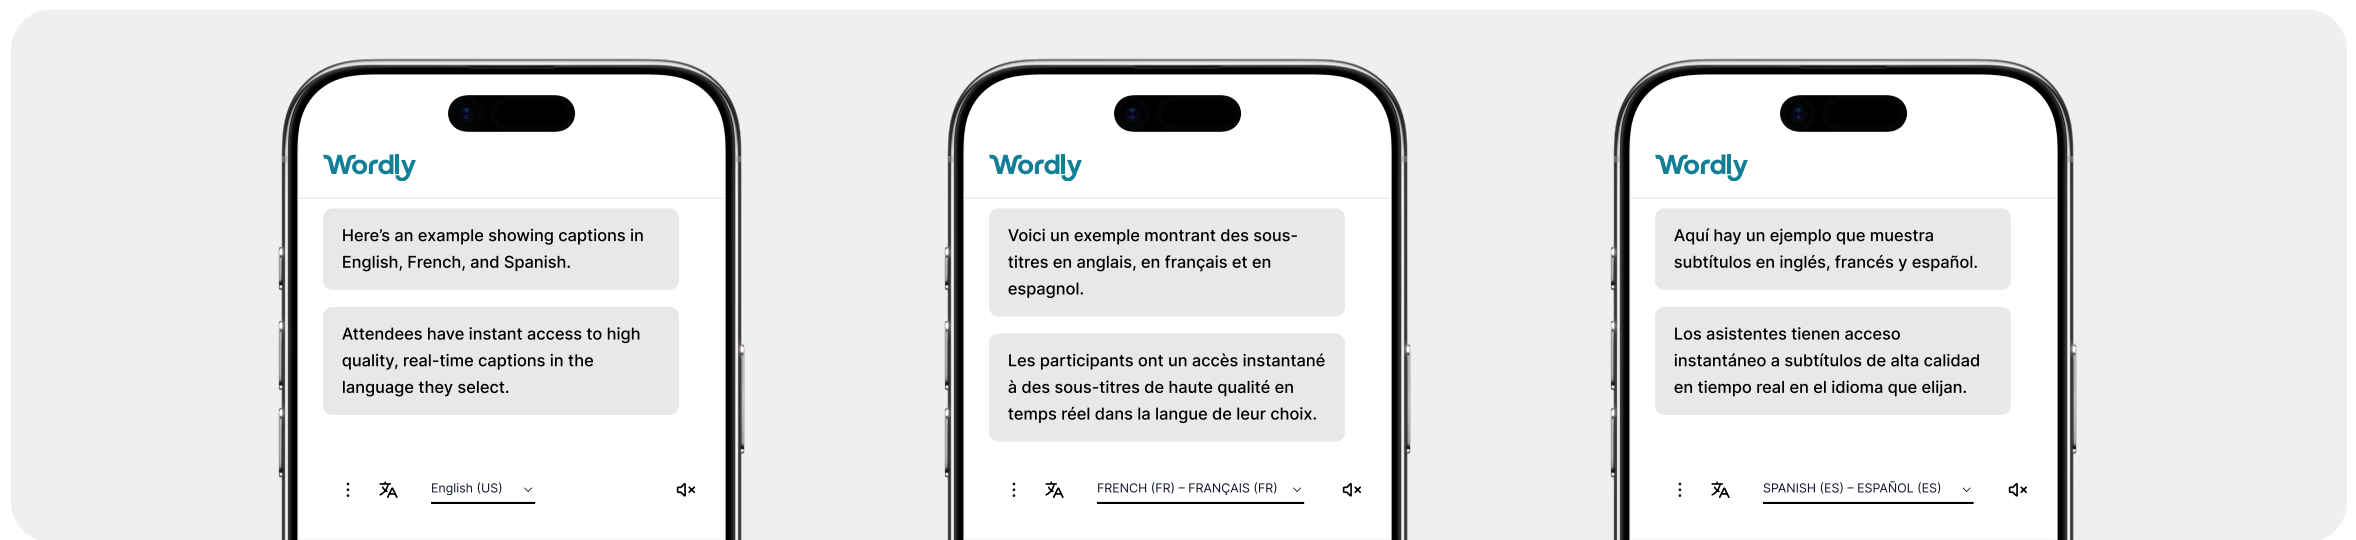 Wordly
Here’s an example showing captions in
English, French, and Spanish.
Attendees have instant access to high
quality, real-time captions in the
language they select.
English (US)
Wordly
Voici un exemple montrant des sous-
titres en anglais, en français et en
espagnol.
Les participants ont un accès instantané
à des sous-titres de haute qualité en
temps réel dans la langue de leur choix.
FRENCH (FR) – FRANÇAIS (FR)
Wordly
Aquí hay un ejemplo que muestra
subtítulos en inglés, francés y español.
Los asistentes tienen acceso
instantáneo a subtítulos de alta calidad
en tiempo real en el idioma que elijan.
SPANISH (ES) – ESPAÑOL (ES)